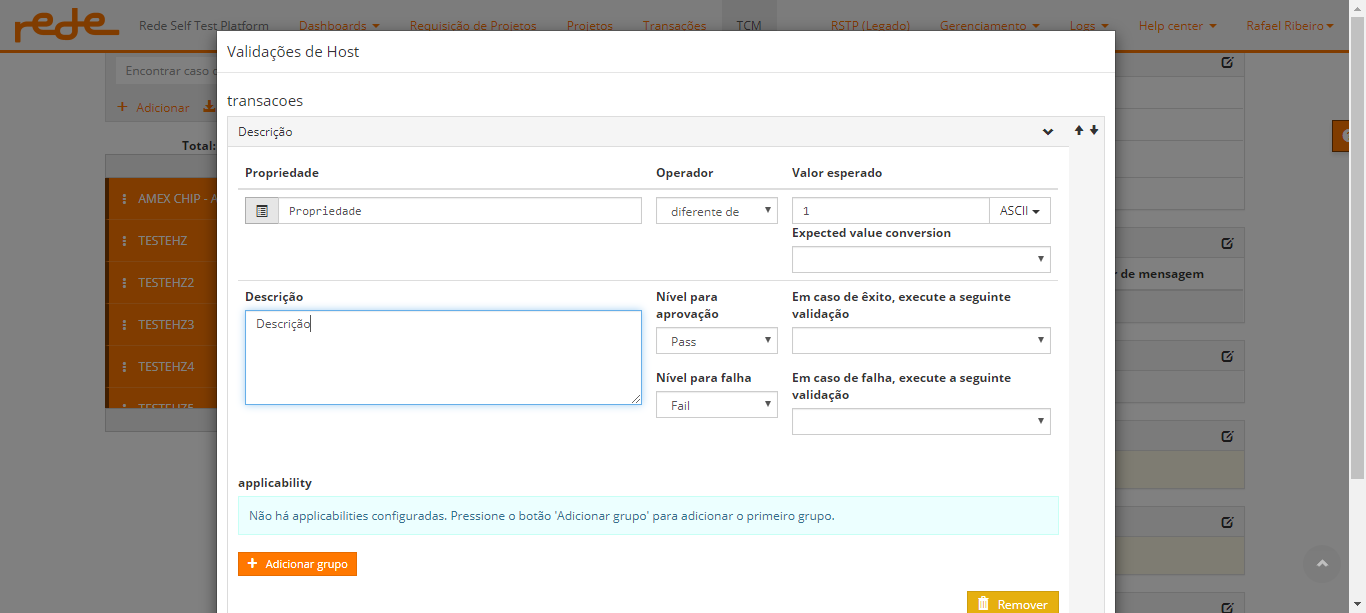 rede Rede Self Test Platform Dashboards Requisição de Projetos Projetos Transações TCM RSTP (Legado) Gerenciamento Logs Help center Rafael Ribeiro
Validações de Host
Encontrar caso
Adicionar
Total:
AMEX CHIP - A
TESTEHZ
TESTEHZ2
TESTEHZ3
TESTEHZ4
TESTEHZ5
transacoes
Descrição
Propriedade Operador Valor esperado
Propriedade diferente de 1 ASCII
Expected value conversion
Descrição
Descrição
Nível para
aprovação
Pass
Em caso de êxito, execute a seguinte
validação
Nível para falha
Fail
Em caso de falha, execute a seguinte
validação
applicability
Não há applicabilities configuradas. Pressione o botão 'Adicionar grupo' para adicionar o primeiro grupo.
+ Adicionar grupo
Remover
de mensagem